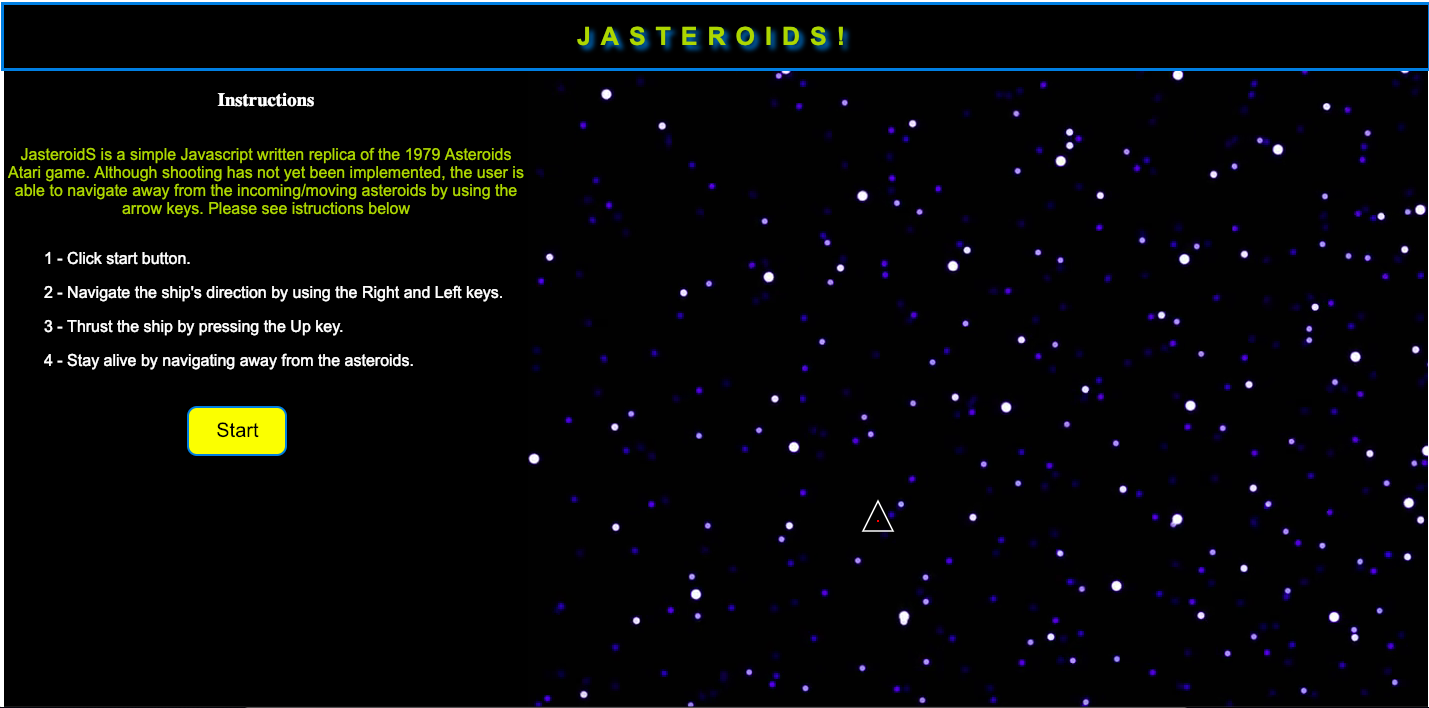 JASTEROIDS!
Instructions
JasteroidS is a simple Javascript written replica of the 1979 Asteroids
Atari game. Although shooting has not yet been implemented, the user is
able to navigate away from the incoming/moving asteroids by using the
arrow keys. Please see istructions below
1 - Click start button.
2 - Navigate the ship's direction by using the Right and Left keys.
3 - Thrust the ship by pressing the Up key.
4 - Stay alive by navigating away from the asteroids.
Start